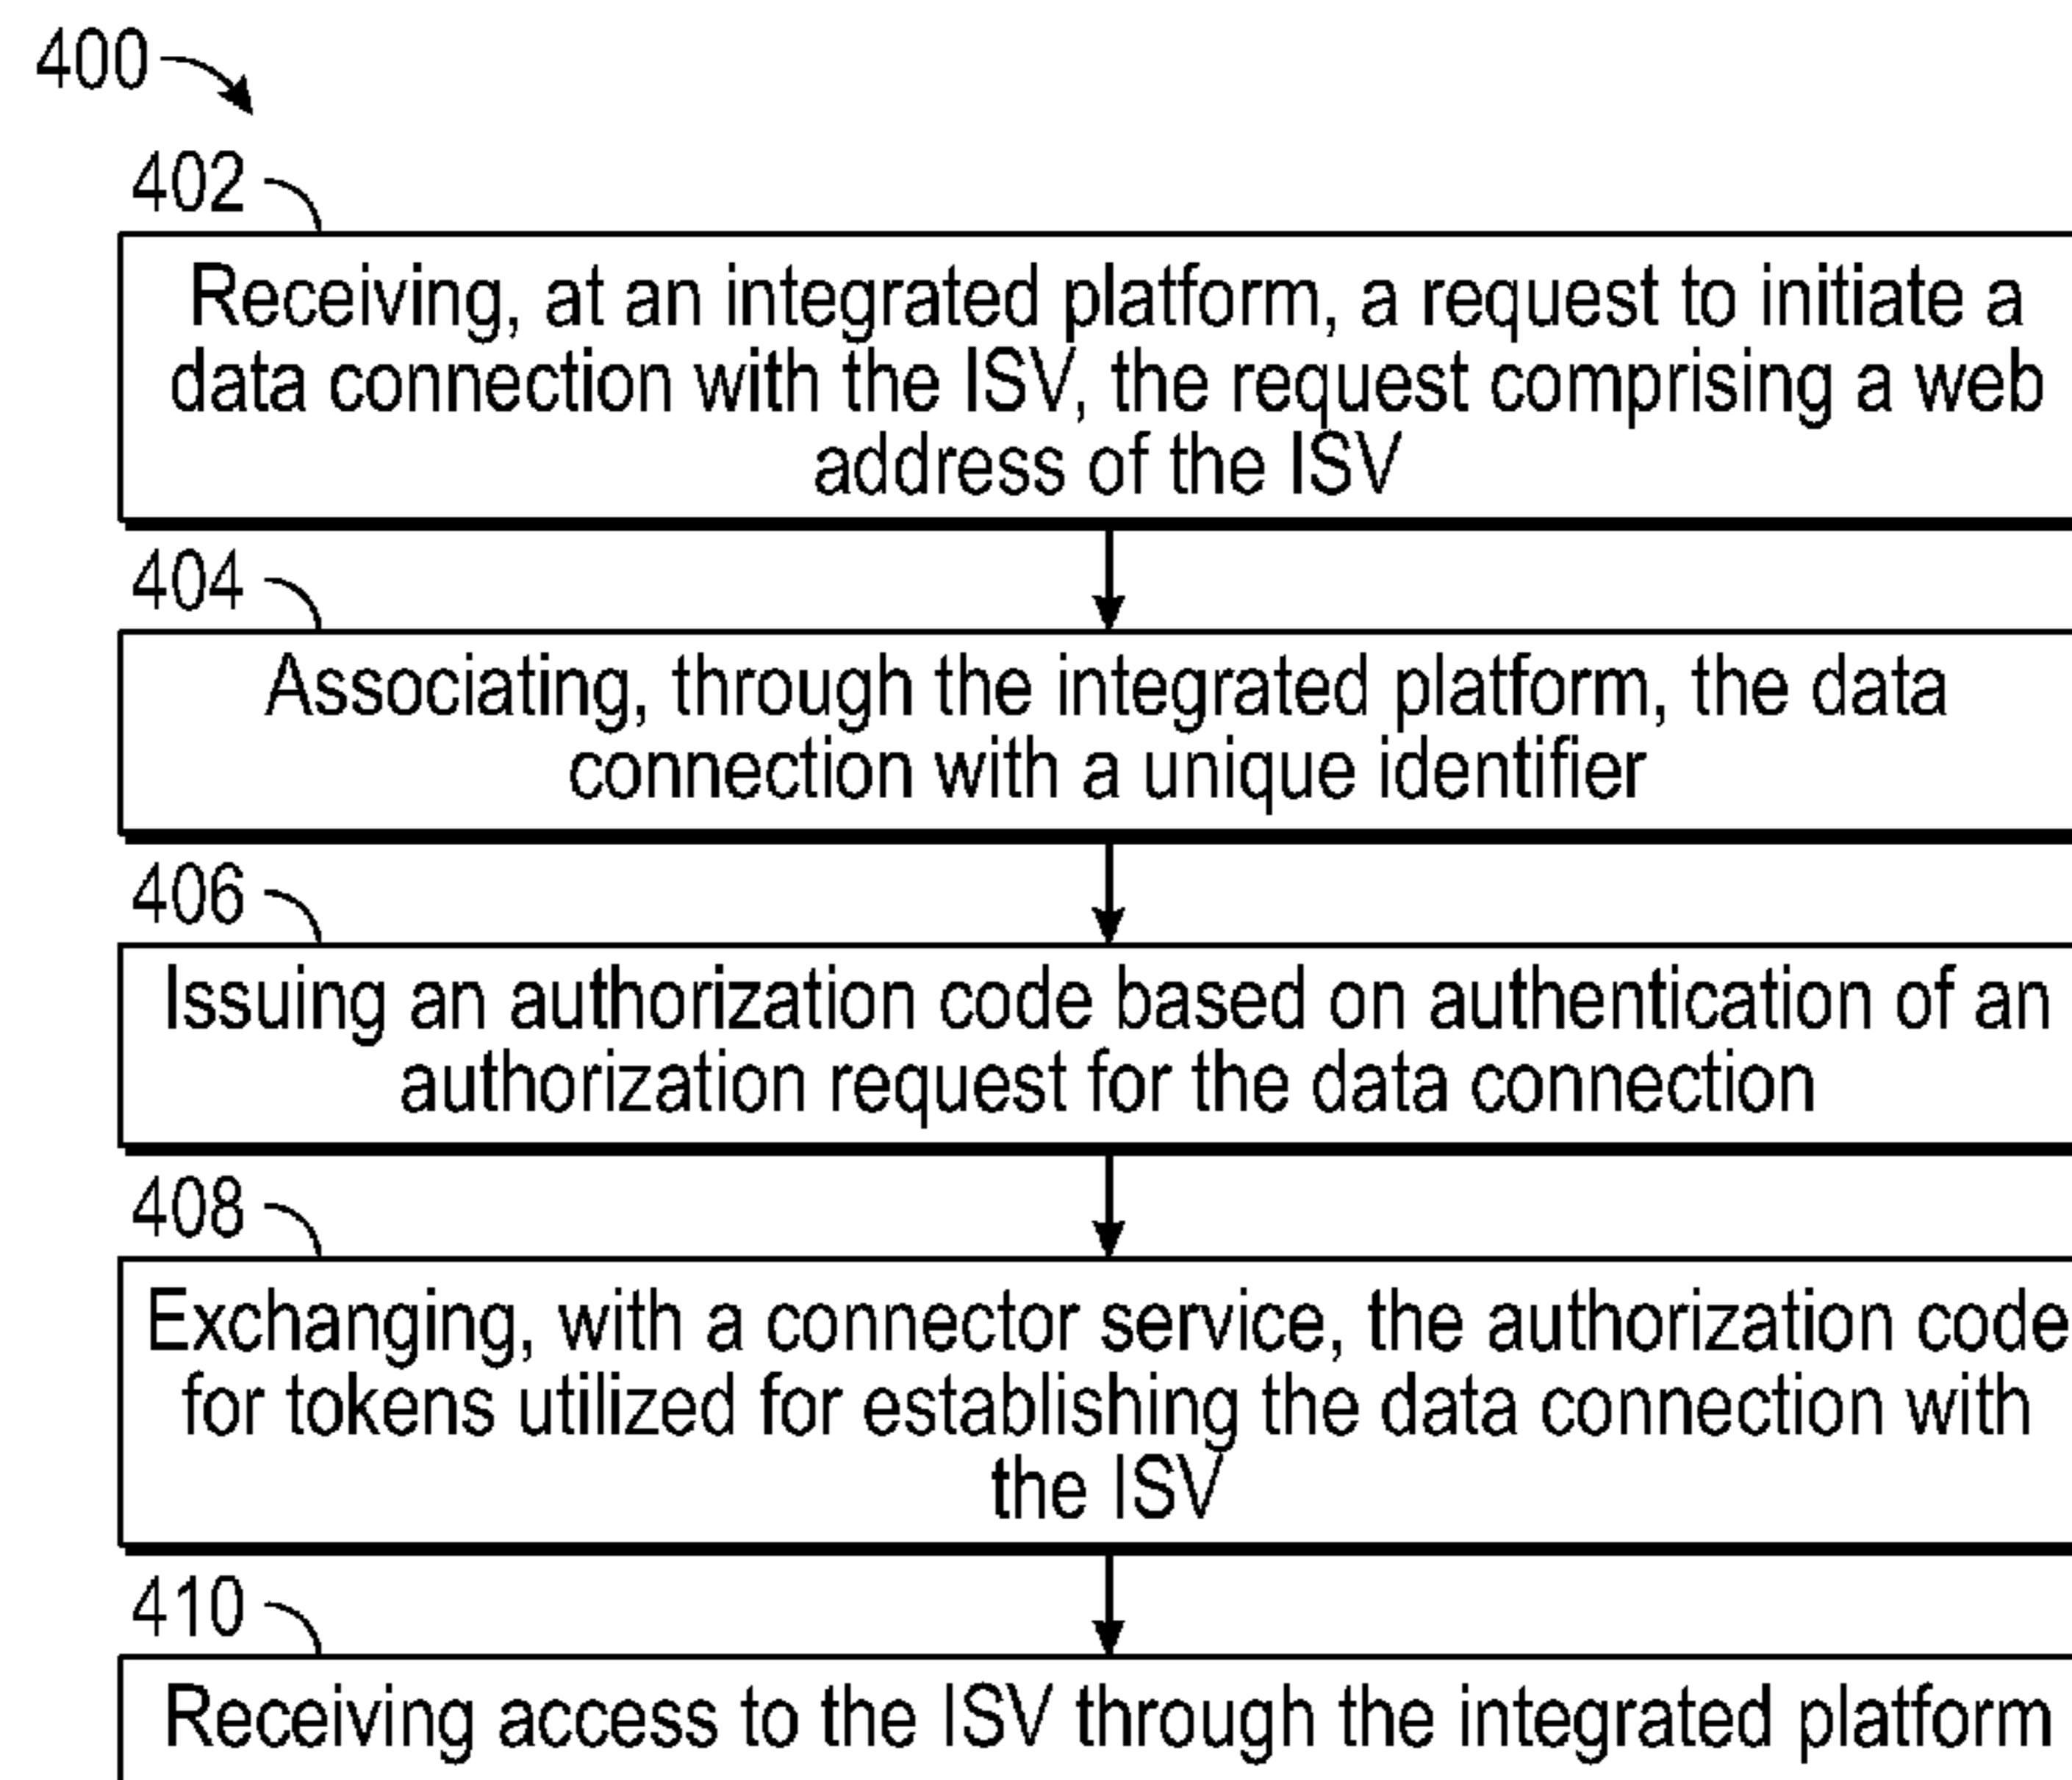 400
402
Receiving, at an integrated platform, a request to initiate a
data connection with the ISV, the request comprising a web
address of the ISV
404
Associating, through the integrated platform, the data
connection with a unique identifier
406
Issuing an authorization code based on authentication of an
authorization request for the data connection
408
Exchanging, with a connector service, the authorization code
for tokens utilized for establishing the data connection with
the ISV
410
Receiving access to the ISV through the integrated platform